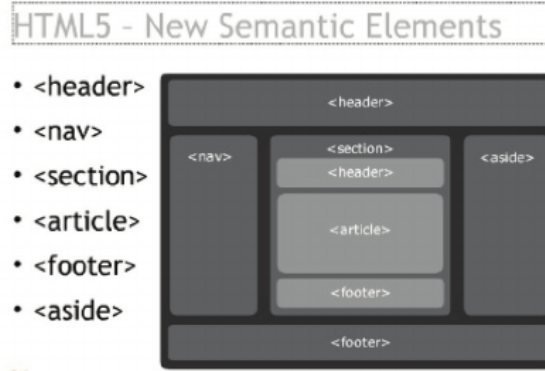 HTML5 – New Semantic Elements
• <header>
• <nav>
• <section>
• <article>
• <footer>
• <aside>
<header>
<nav>
<section>
<header>
<article>
<footer>
<aside>
<footer>